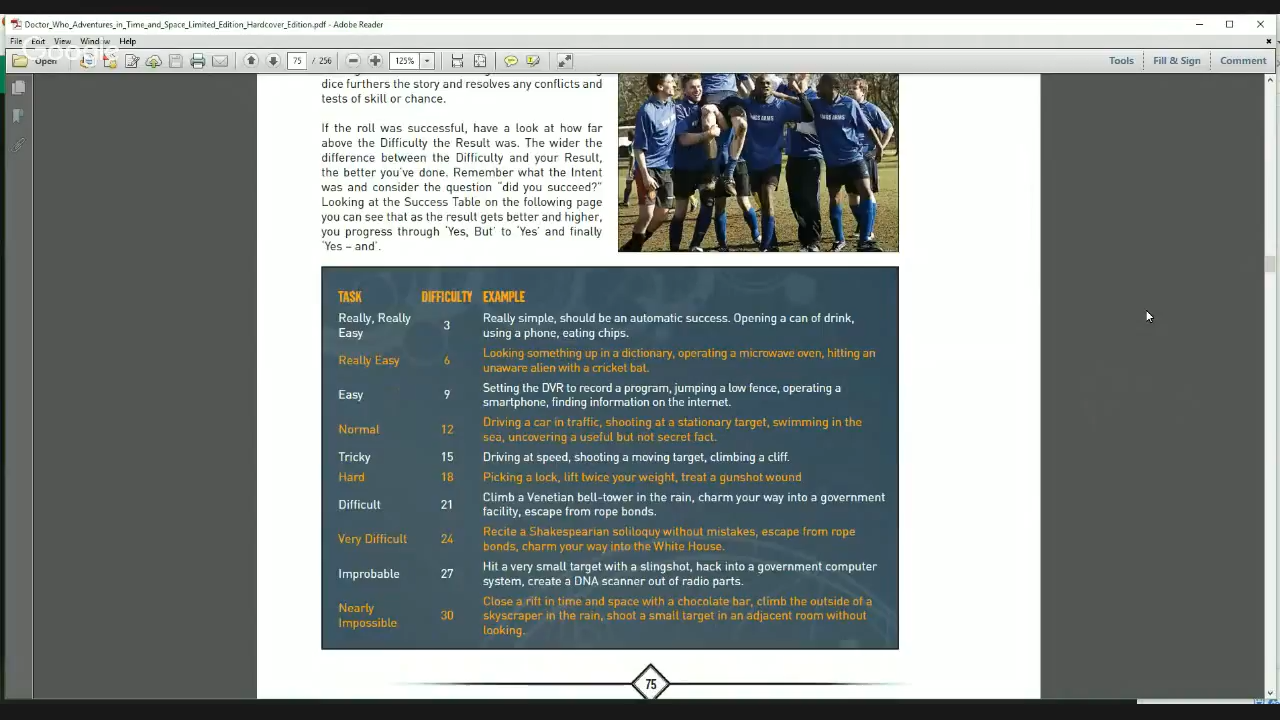 Doctor_Who_Adventures_in_Time_and_Space_Limited_Edition_Hardcover_Edition.pdf - Adobe Reader
File Edit View Window Help
Google
Open
75 / 256
125%
Tools
Fill & Sign
Comment
dice furthers the story and resolves any conflicts and
tests of skill or chance.
If the roll was successful, have a look at how far
above the Difficulty the Result was. The wider the
difference between the Difficulty and your Result,
the better you've done. Remember what the Intent
was and consider the question "did you succeed?"
Looking at the Success Table on the following page
you can see that as the result gets better and higher,
you progress through 'Yes, But' to 'Yes' and finally
'Yes – and'.
TASK DIFFICULTY EXAMPLE
Really, Really
Easy
3
Really simple, should be an automatic success. Opening a can of drink,
using a phone, eating chips.
Really Easy
6
Looking something up in a dictionary, operating a microwave oven, hitting an
unaware alien with a cricket bat.
Easy
9
Setting the DVR to record a program, jumping a low fence, operating a
smartphone, finding information on the internet.
Normal
12
Driving a car in traffic, shooting at a stationary target, swimming in the
sea, uncovering a useful but not secret fact.
Tricky 15 Driving at speed, shooting a moving target, climbing a cliff.
Hard 18 Picking a lock, lift twice your weight, treat a gunshot wound
Difficult
21
Climb a Venetian bell-tower in the rain, charm your way into a government
facility, escape from rope bonds.
Very Difficult
24
Recite a Shakespearian soliloquy without mistakes, escape from rope
bonds, charm your way into the White House.
Improbable
27
Hit a very small target with a slingshot, hack into a government computer
system, create a DNA scanner out of radio parts.
Nearly
Impossible
30
Close a rift in time and space with a chocolate bar, climb the outside of a
skyscraper in the rain, shoot a small target in an adjacent room without
looking.
75